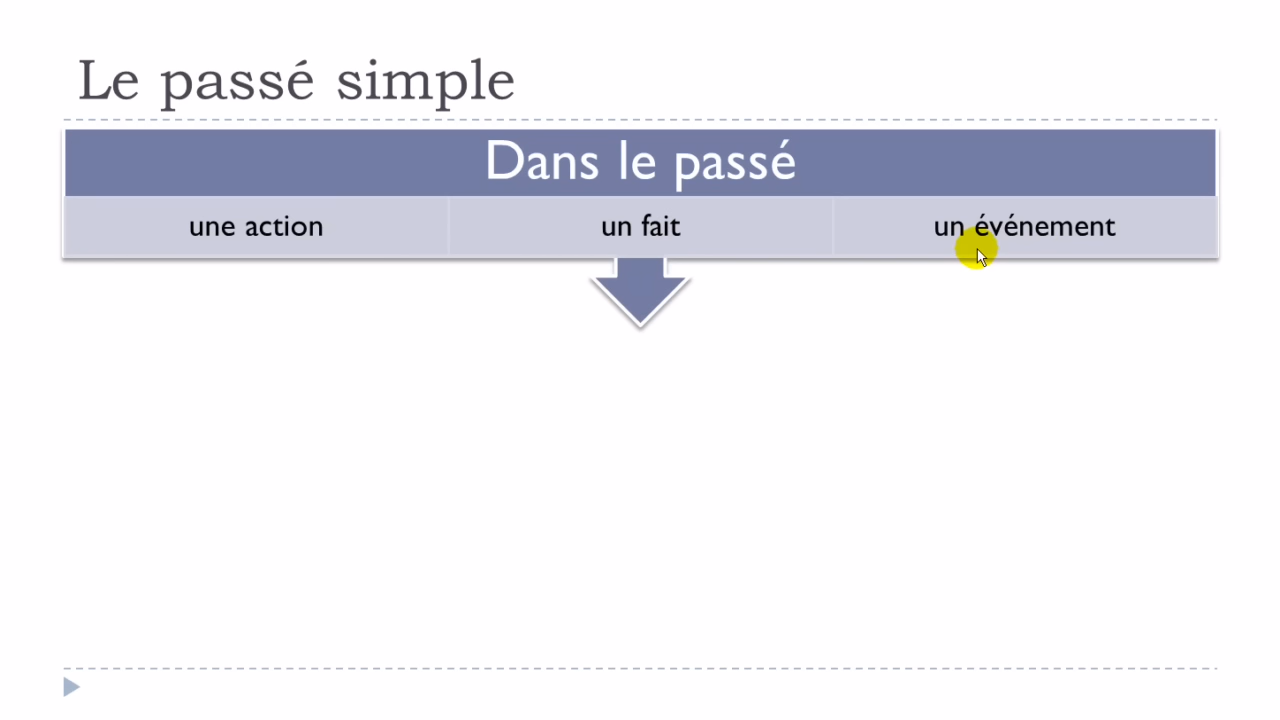 Le passé simple
Dans le passé
une action
un fait
un événement